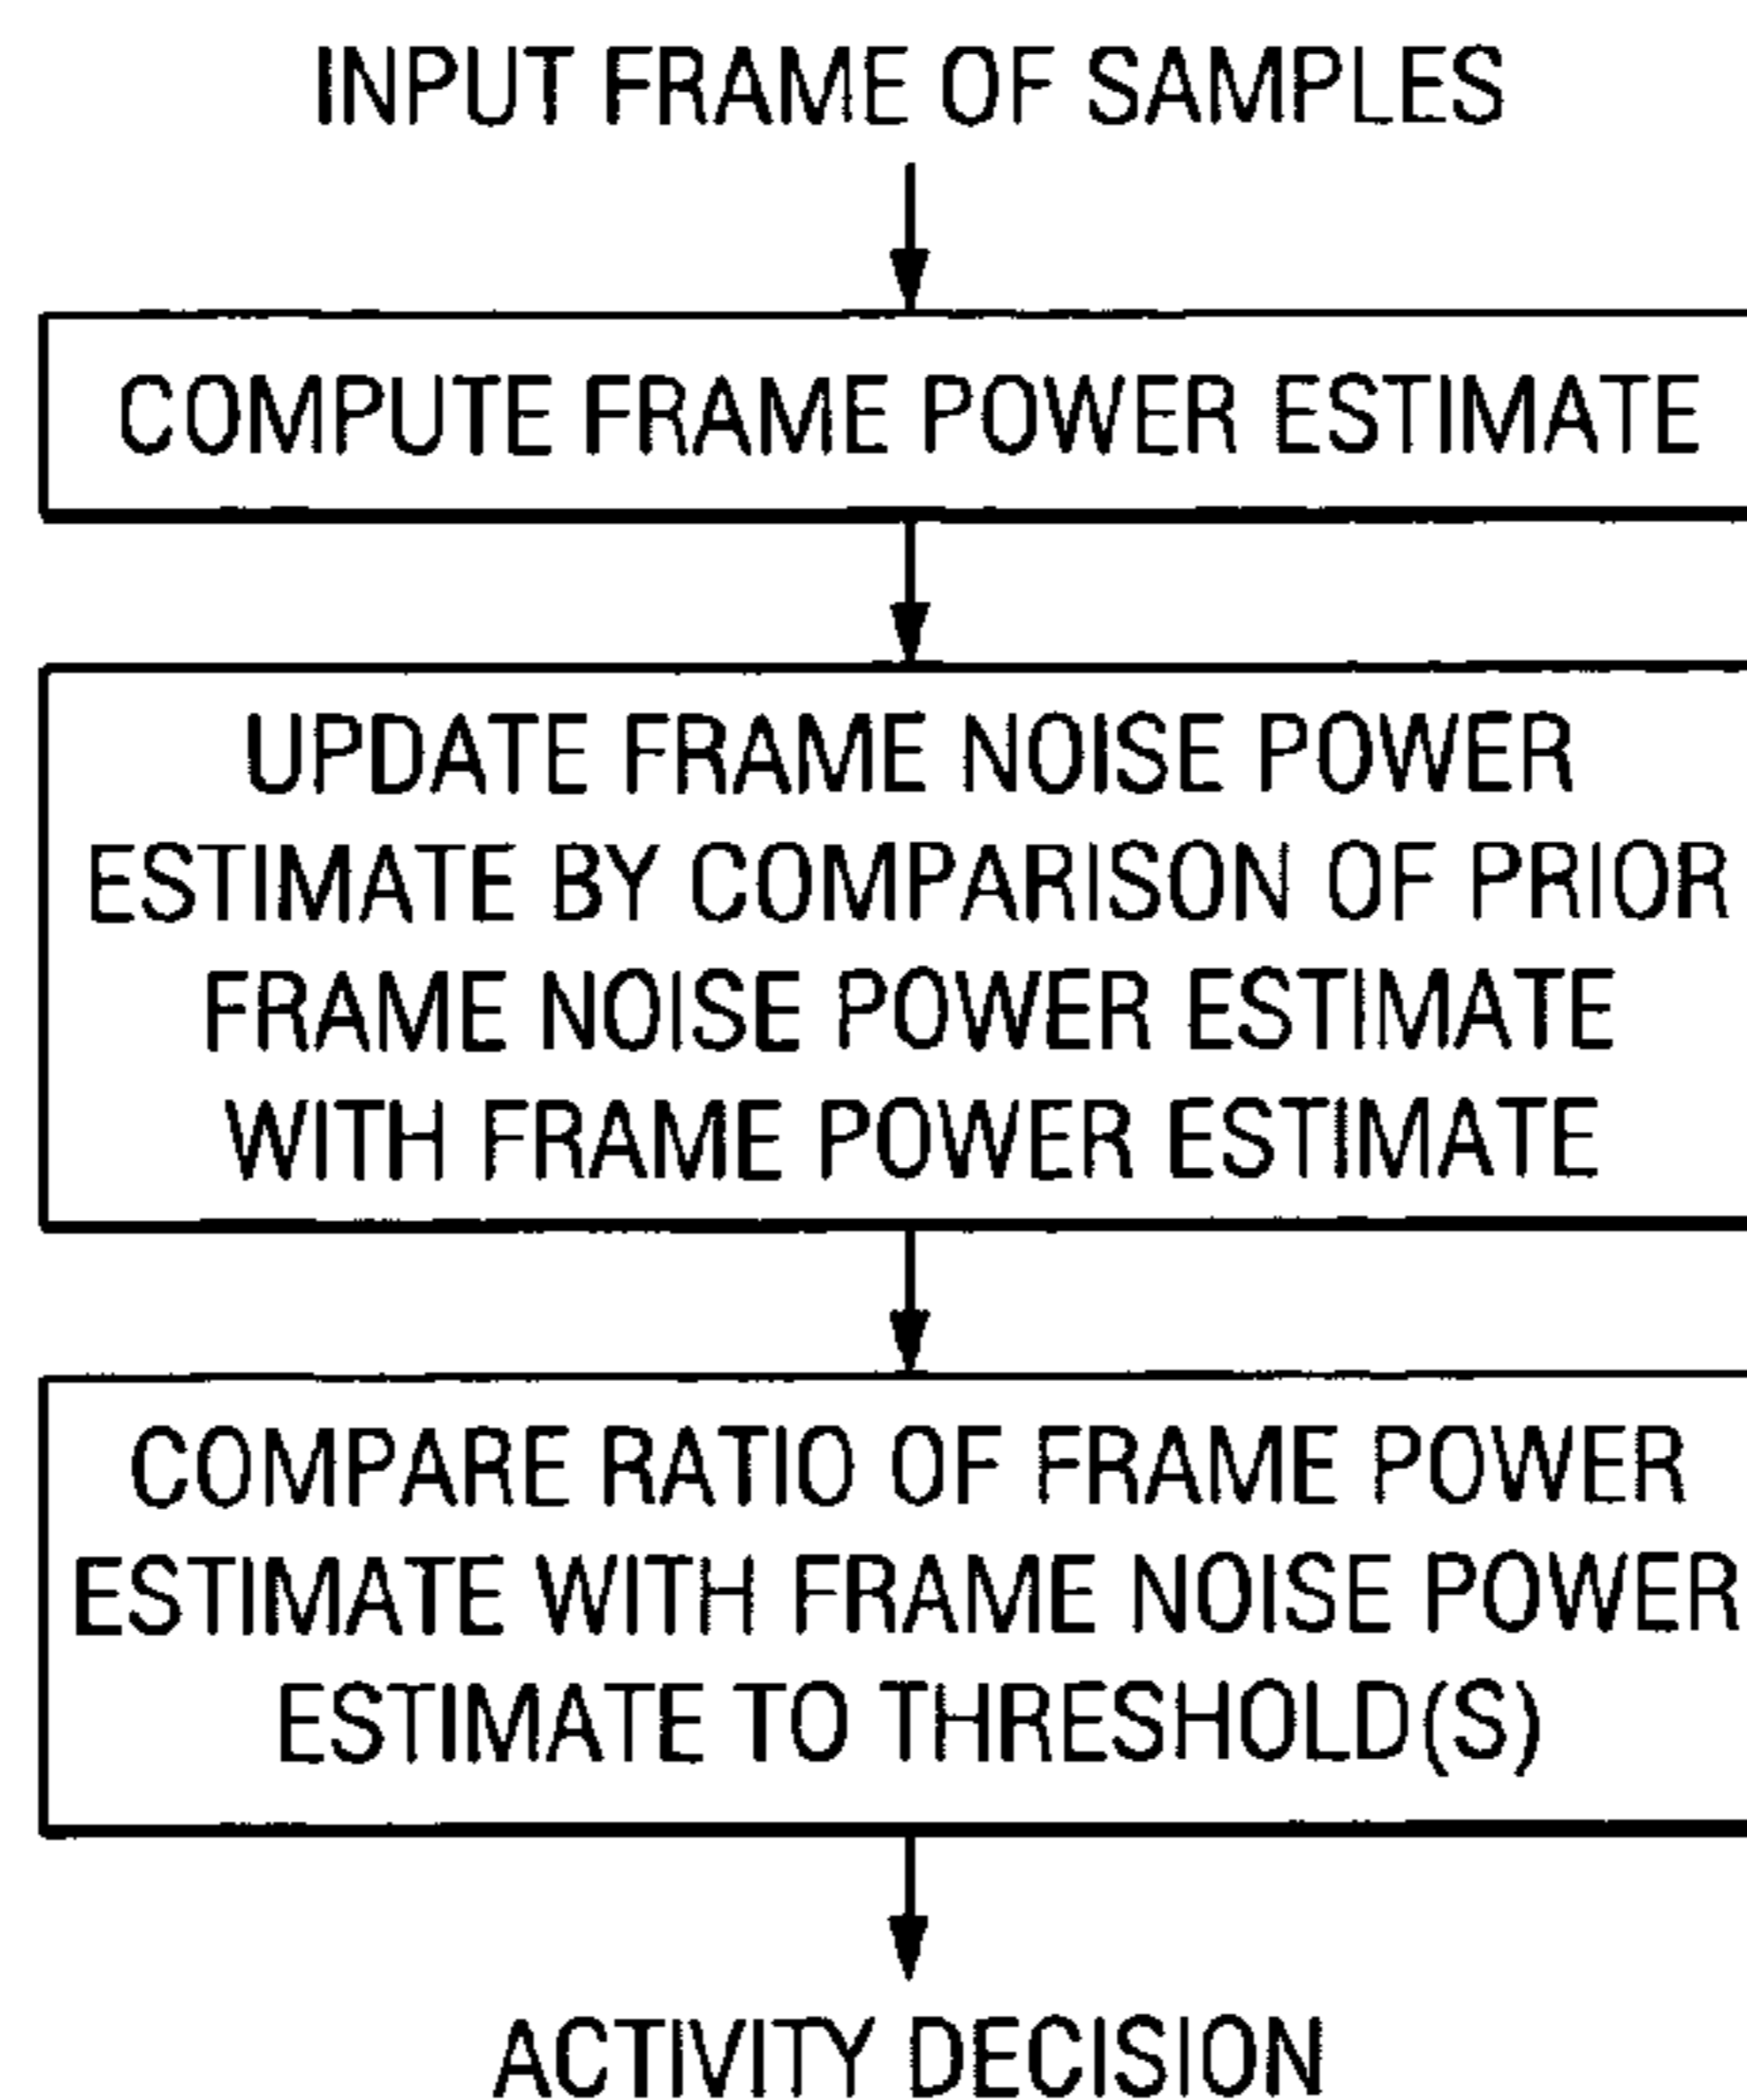 INPUT FRAME OF SAMPLES
COMPUTE FRAME POWER ESTIMATE
UPDATE FRAME NOISE POWER
ESTIMATE BY COMPARISON OF PRIOR
FRAME NOISE POWER ESTIMATE
WITH FRAME POWER ESTIMATE
COMPARE RATIO OF FRAME POWER
ESTIMATE WITH FRAME NOISE POWER
ESTIMATE TO THRESHOLD(S)
ACTIVITY DECISION